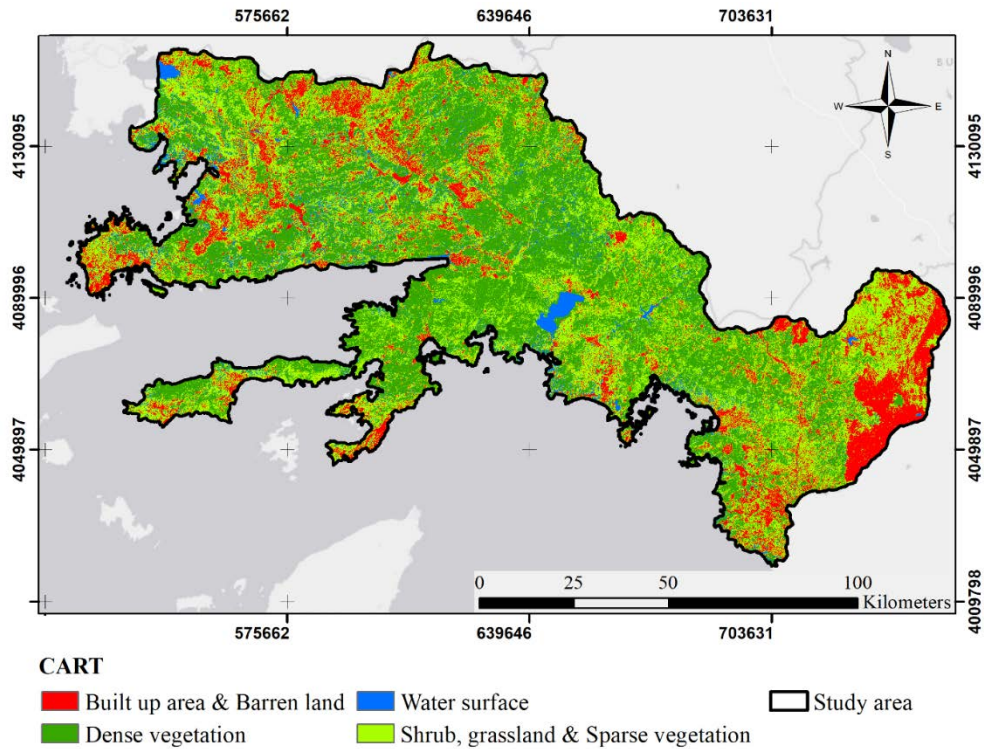 575662 639646 703631
N
W E
S
4130095 4130095
4089996 4089996
4049897 4049897
0 25 50 100
Kilometers
4009798
575662 639646 703631
CART
Built up area & Barren land Water surface Study area
Dense vegetation Shrub, grassland & Sparse vegetation